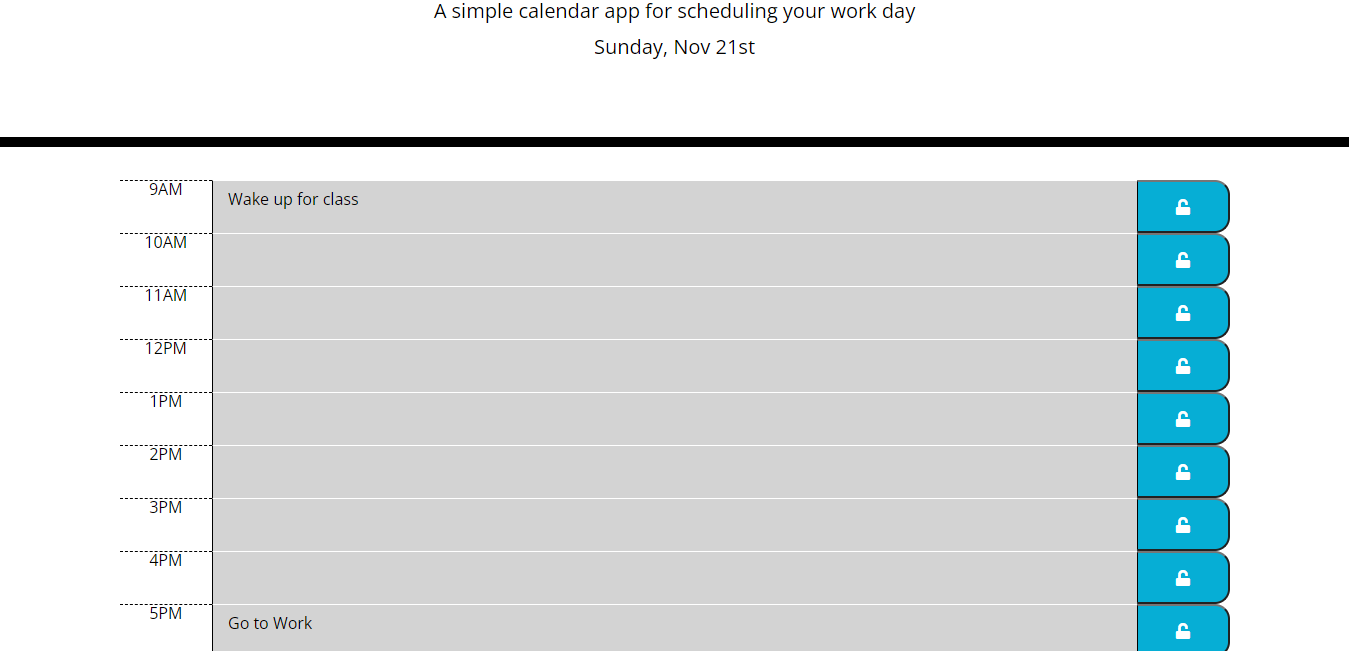 A simple calendar app for scheduling your work day
Sunday, Nov 21st
9AM Wake up for class
10AM
11AM
12PM
1PM
2PM
3PM
4PM
5PM Go to Work